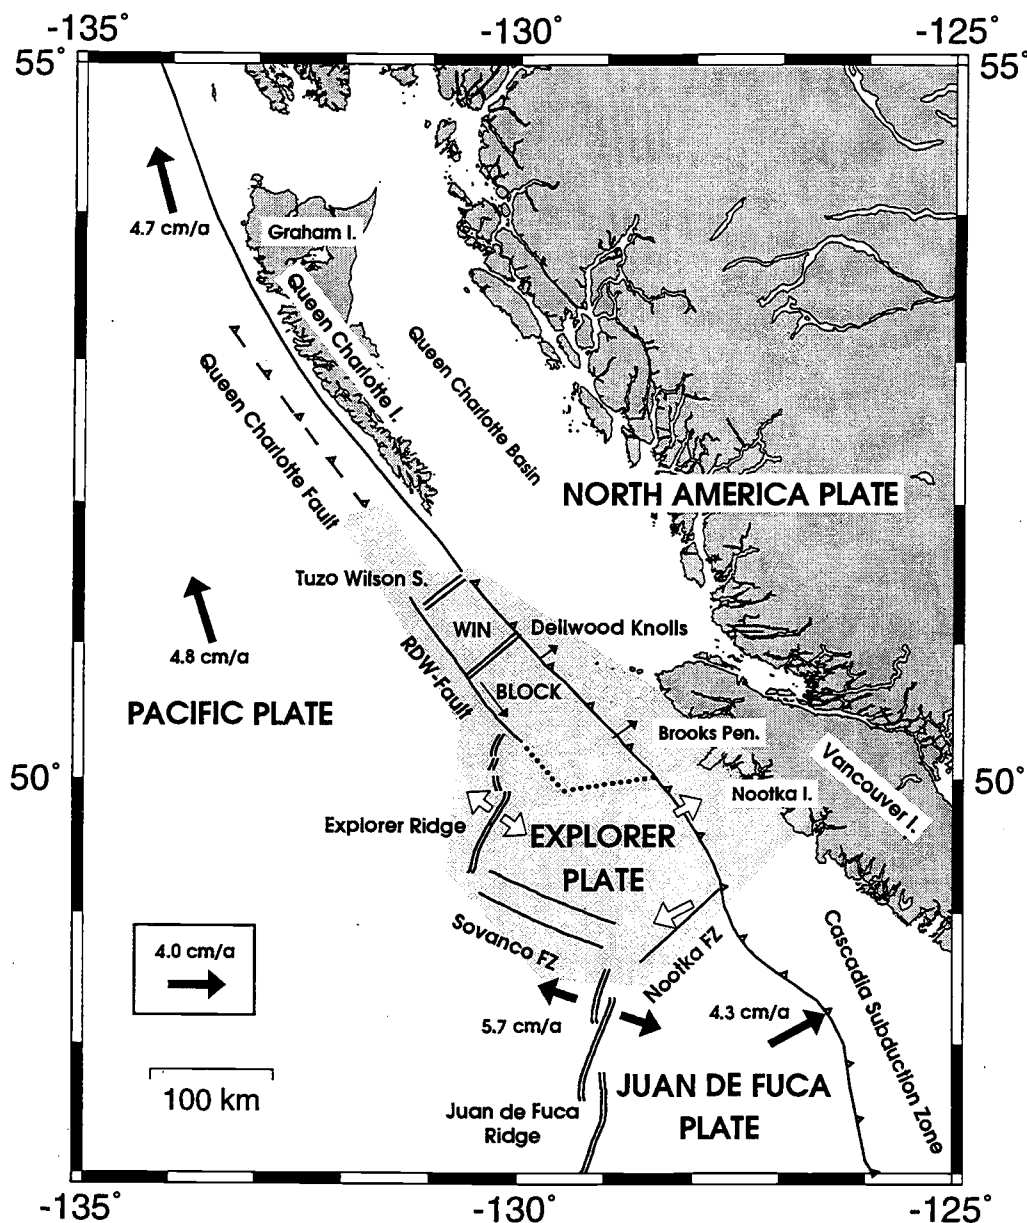 -135° -130° -125°
55° 55°
4.7 cm/a
Graham I.
Queen Charlotte I.
Queen Charlotte Fault
Queen Charlotte Basin
NORTH AMERICA PLATE
Tuzo Wilson S.
WIN
Dellwood Knolls
4.8 cm/a
RDW-Fault
BLOCK
PACIFIC PLATE
Brooks Pen.
Vancouver I.
50° 50°
Nootka I.
Explorer Ridge
EXPLORER
PLATE
Sovanco FZ
Nootka FZ
Cascadia Subduction Zone
4.0 cm/a
5.7 cm/a
4.3 cm/a
100 km
JUAN DE FUCA
PLATE
Juan de Fuca
Ridge
-135° -130° -125°